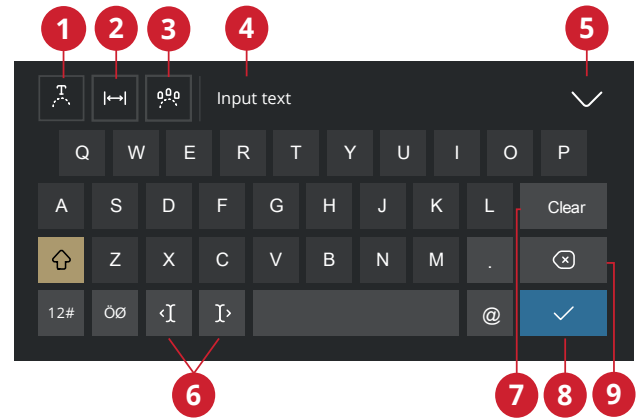 1 2 3 4 5
T Input text
Q W E R T Y U I O P
A S D F G H J K L Clear
Z X C V B N M .
12# ÖØ @
6 7 8 9